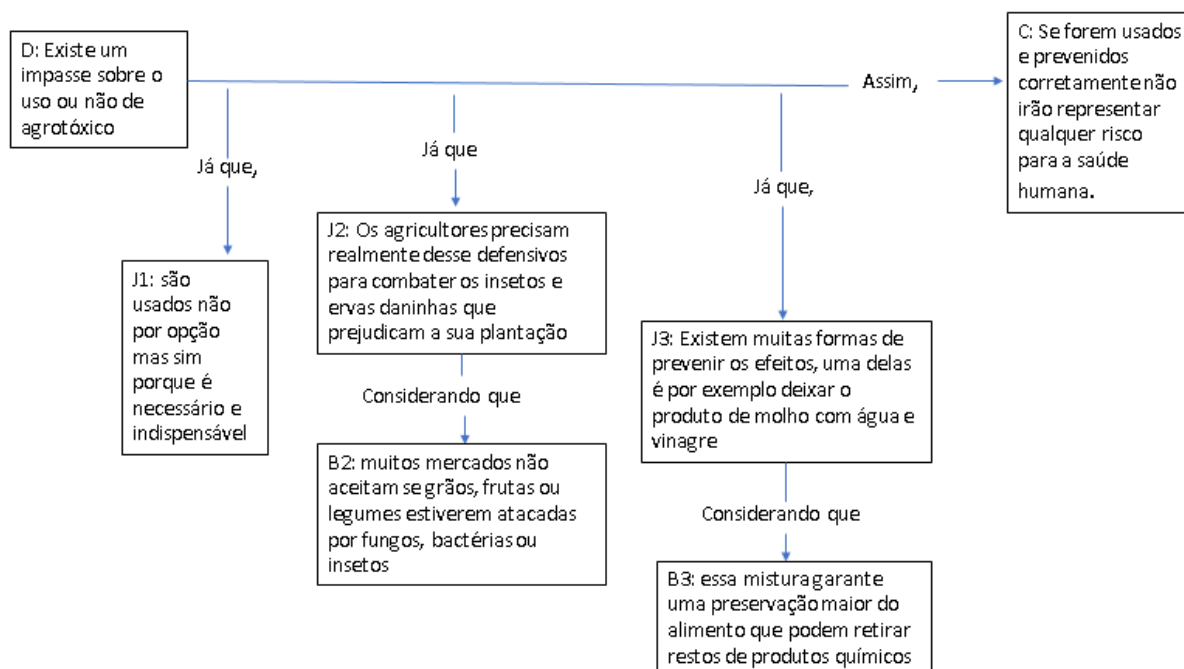 D: Existe um
impasse sobre o
uso ou não de
agrotóxico
Assim,
C: Se forem usados
e prevenidos
corretamente não
irão representar
qualquer risco
para a saúde
humana.
Já que,
J1: são
usados não
por opção
mas sim
porque é
necessário e
indispensável
Já que
J2: Os agricultores precisam
realmente desse defensivos
para combater os insetos e
ervas daninhas que
prejudicam a sua plantação
Considerando que
B2: muitos mercados não
aceitam se grãos, frutas ou
legumes estiverem atacadas
por fungos, bactérias ou
insetos
Já que,
J3: Existem muitas formas de
prevenir os efeitos, uma delas
é por exemplo deixar o
produto de molho com água e
vinagre
Considerando que
B3: essa mistura garante
uma preservação maior do
alimento que podem retirar
restos de produtos químicos